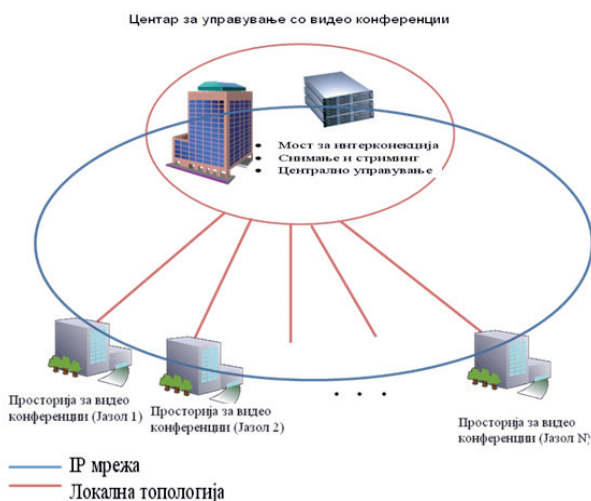 Центар за управување со видео конференции
• Мост за интерконекција
• Снимање и стриминг
• Централно управување
Просторија за видео
конференции (Јазол 1)
Просторија за видео
конференции (Јазол 2)
. . .
Просторија за видео
конференции (Јазол N)
IP мрежа
Локална топологија